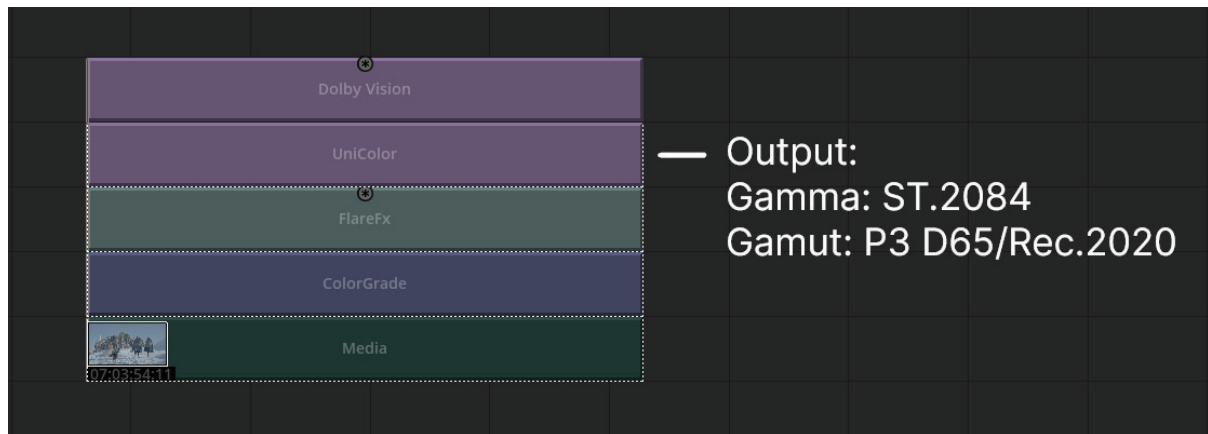 Dolby Vision
UniColor
FlareFx
ColorGrade
Media
07:03:54:11
Output:
Gamma: ST.2084
Gamut: P3 D65/Rec.2020